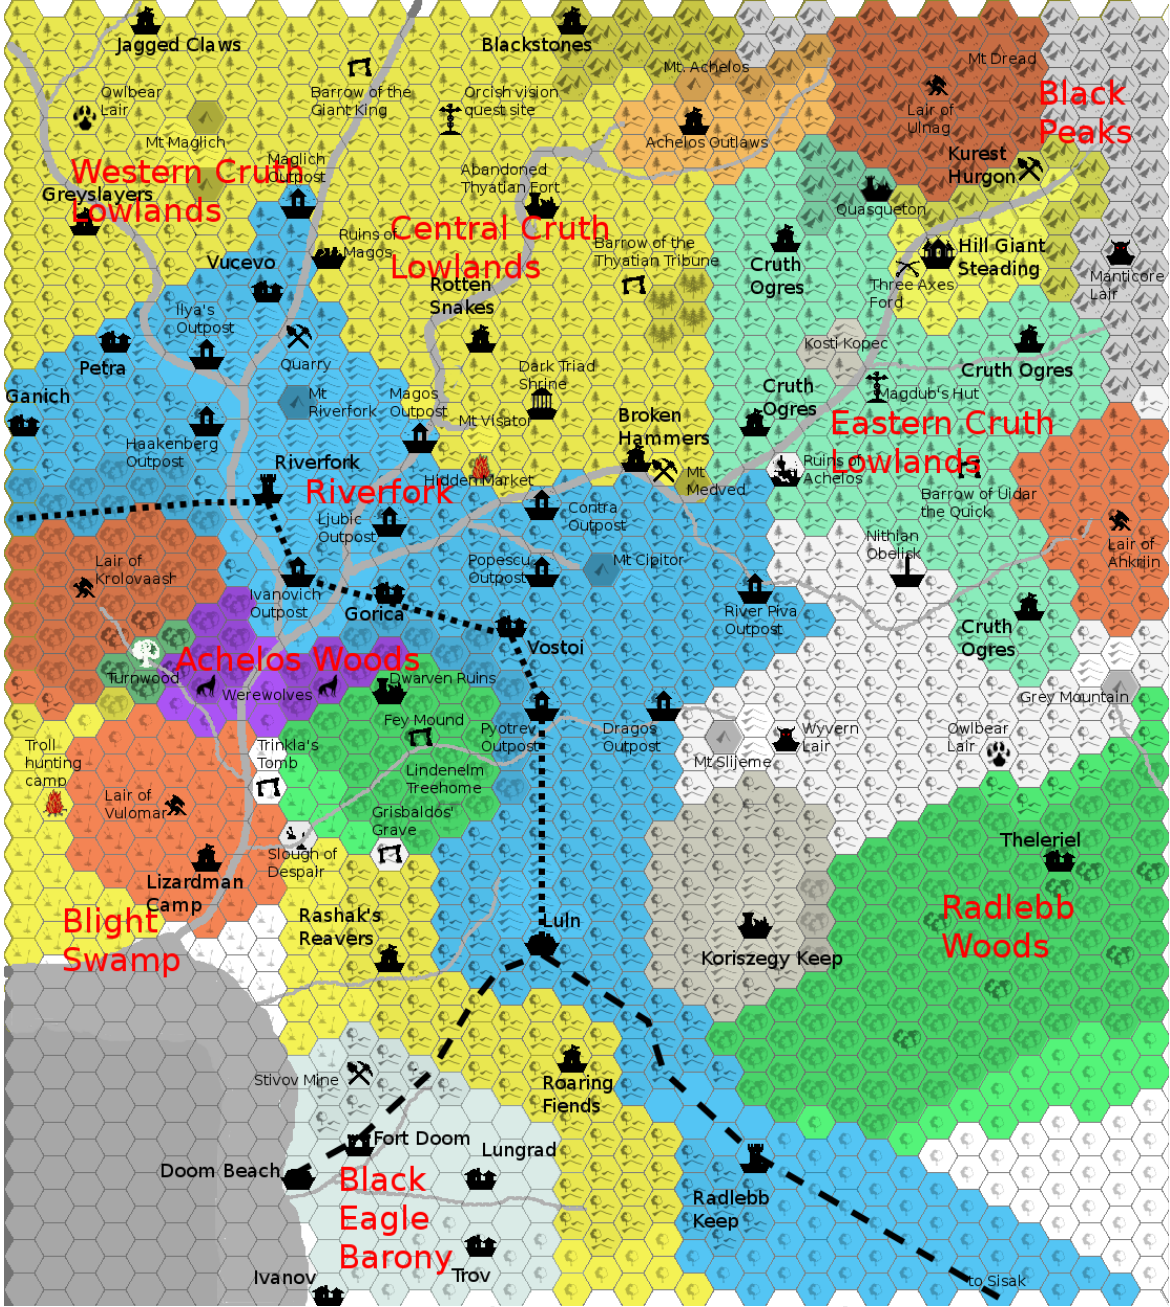 Jagged Claws
Blackstones
Mt. Achelos
Mt Dread
Owlbear
Lair
Barrow of the
Giant King
Orcish vision
quest site
Lair of
Ulnag
Black
Peaks
Mt Maglich
Achelos Outlaws
Western Cruth
Lowlands
Maglich
Outpost
Abandoned
Thyatian Fort
Kurest
Hurgon
Greyslayers
Quasqueton
Ruins of
Magos
Central Cruth
Lowlands
Barrow of the
Thyatian Tribune
Cruth
Ogres
Hill Giant
Steading
Vucevo
Rotten
Snakes
Three Axes
Ford
Manticore
Lair
Ilya's
Outpost
Petra
Quarry
Kosti Kopec
Cruth Ogres
Dark Triad
Shrine
Ganich
Mt
Riverfork
Magos
Outpost
Mt Visator
Broken
Hammers
Cruth
Ogres
Magdub's Hut
Eastern Cruth
Lowlands
Haakenberg
Outpost
Riverfork
Riverfork
Hidden Market
Mt
Medved
Ruins of
Achelos
Barrow of Uldar
the Quick
Ljubic
Outpost
Contra
Outpost
Nithian
Obelisk
Lair of
Ahkriin
Lair of
Krolovaash
Popescu
Outpost
Mt Cipitor
Ivanovich
Outpost
Gorica
River Piva
Outpost
Cruth
Ogres
Vostoi
Achelos Woods
Turnwood
Werewolves
Dwarven Ruins
Grey Mountain
Fey Mound
Pyotrev
Outpost
Dragos
Outpost
Wyvern
Lair
Owlbear
Lair
Troll
hunting
camp
Trinkla's
Tomb
Mt Slijeme
Lindenelm
Treehome
Lair of
Vulomar
Grisbaldos'
Grave
Theleriel
Slough of
Despair
Lizardman
Camp
Blight
Swamp
Rashak's
Reavers
Luln
Radlebb
Woods
Koriszegy Keep
Stivov Mine
Roaring
Fiends
Fort Doom
Lungrad
Doom Beach
Black
Eagle
Barony
Radlebb
Keep
Ivanov
Trov
to Sisak